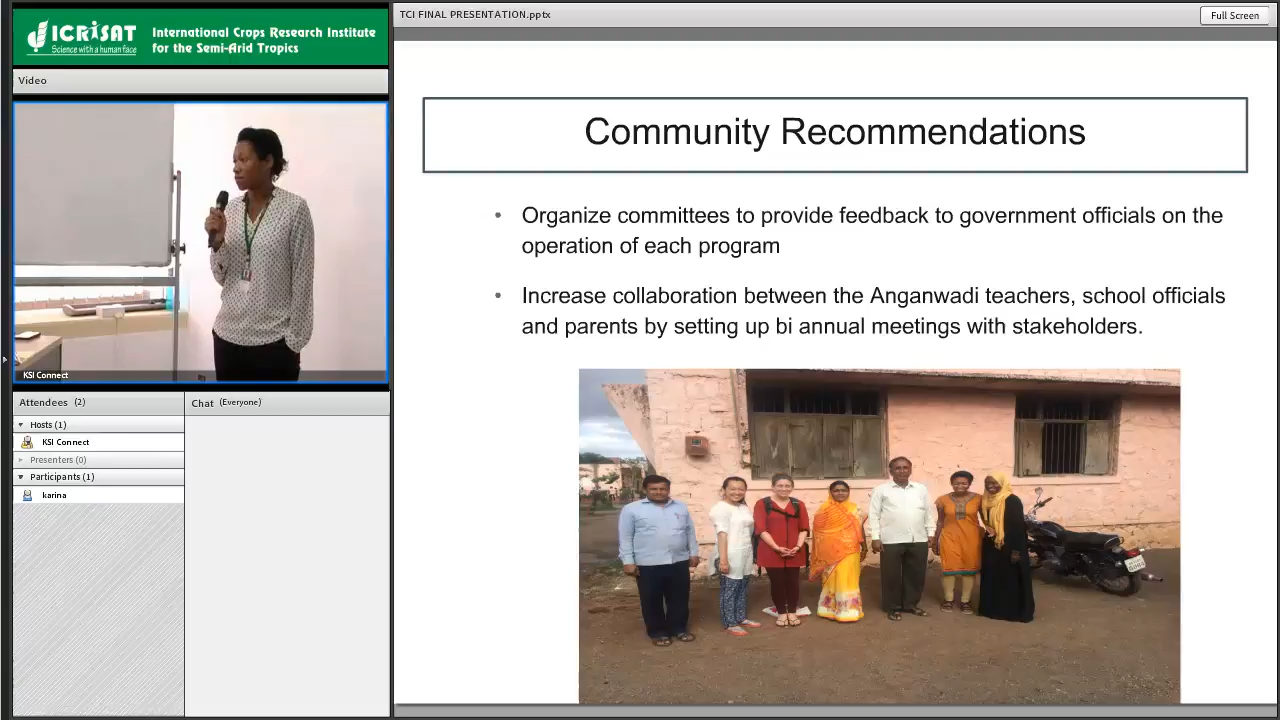 ICRISAT
Science with a human face
International Crops Research Institute
for the Semi-Arid Tropics
Video
KSI Connect
Attendees (2)
Hosts (1)
KSI Connect
Presenters (0)
Participants (1)
karina
Chat (Everyone)
TCI FINAL PRESENTATION.pptx
Full Screen
Community Recommendations
• Organize committees to provide feedback to government officials on the
operation of each program
• Increase collaboration between the Anganwadi teachers, school officials
and parents by setting up bi annual meetings with stakeholders.